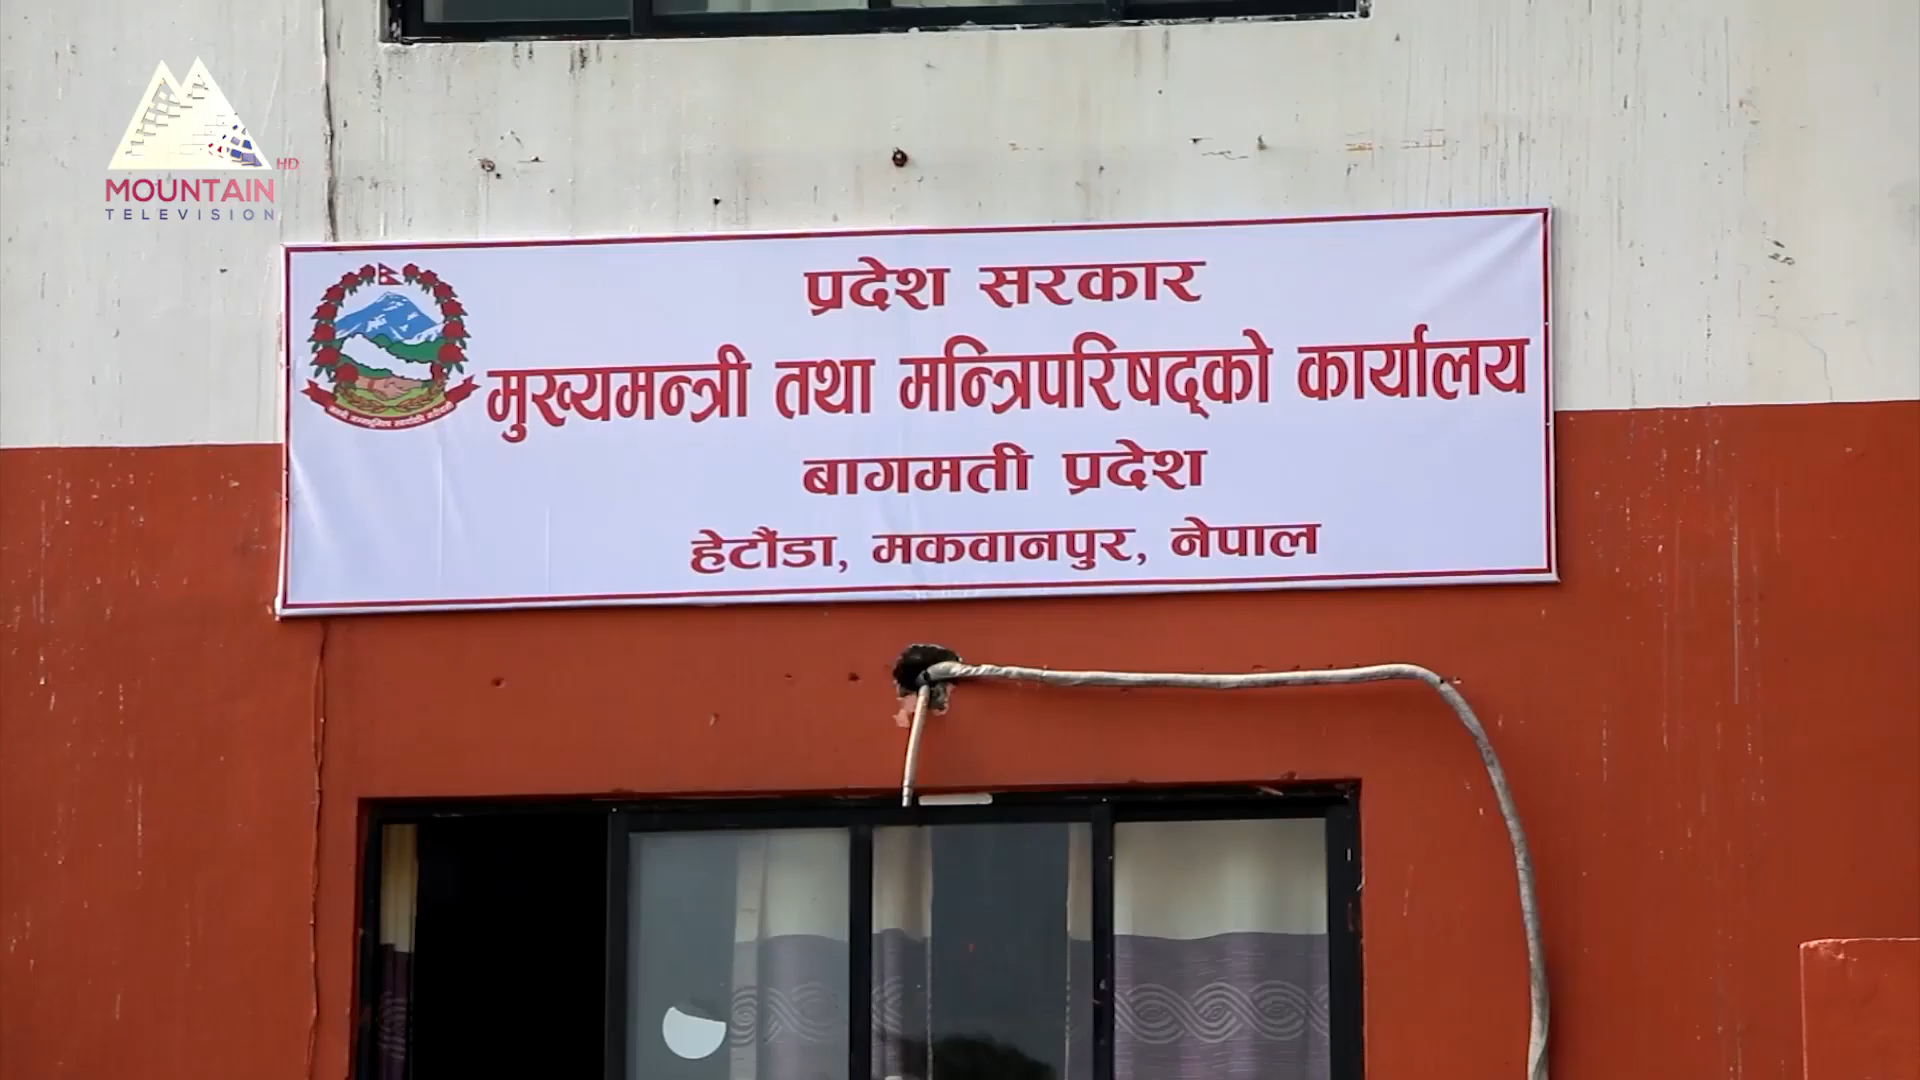 HD
MOUNTAIN
TELEVISION
प्रदेश सरकार
मुख्यमन्त्री तथा मन्त्रिपरिषद्को कार्यालय
बागमती प्रदेश
हेटौंडा, मकवानपुर, नेपाल